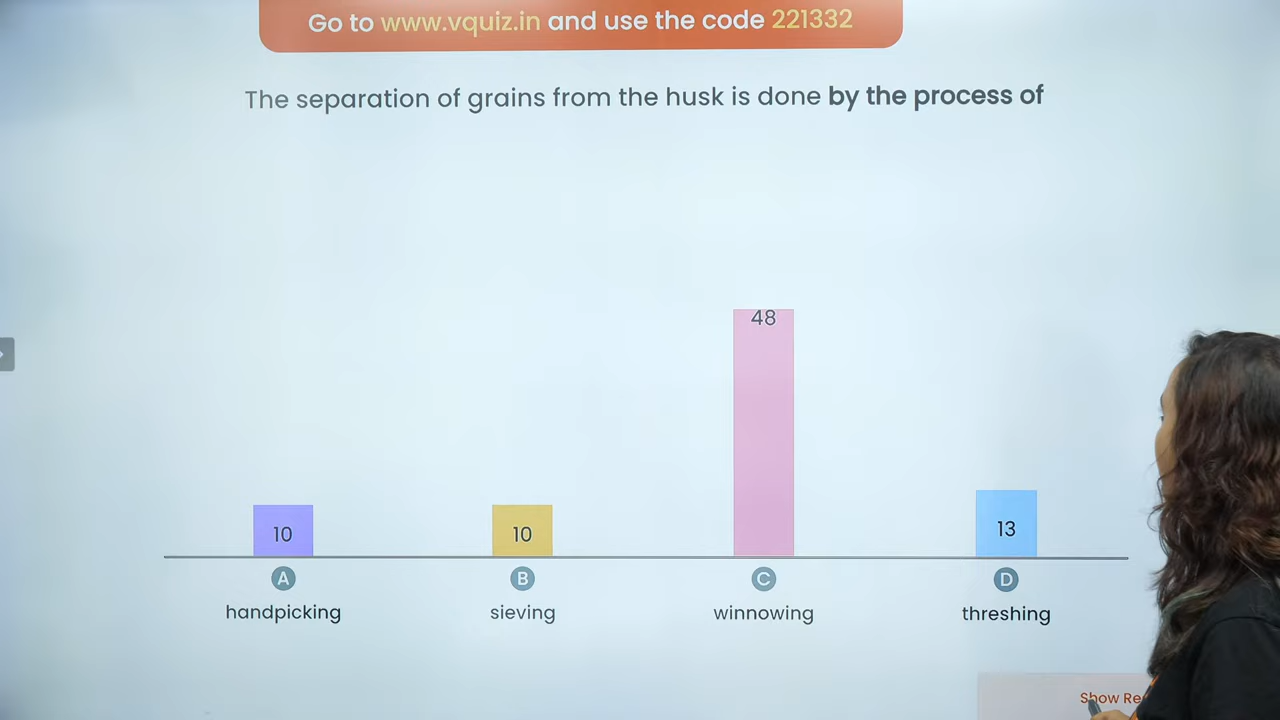 Go to www.vquiz.in and use the code 221332
The separation of grains from the husk is done by the process of
48
10
10
13
A
B
C
D
handpicking
sieving
winnowing
threshing
Show